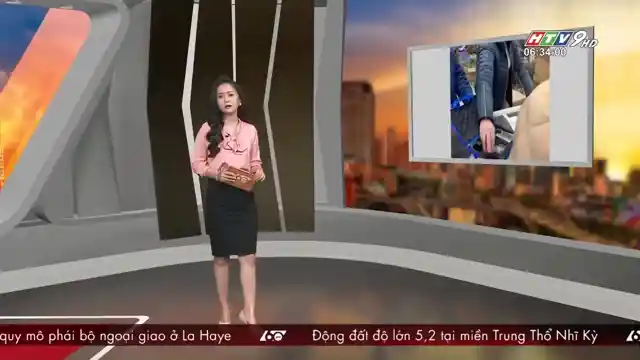 HTV9 HD
06:34:00
quy mô phái bộ ngoại giao ở La Haye 60 Động đất độ lớn 5,2 tại miền Trung Thổ Nhĩ Kỳ